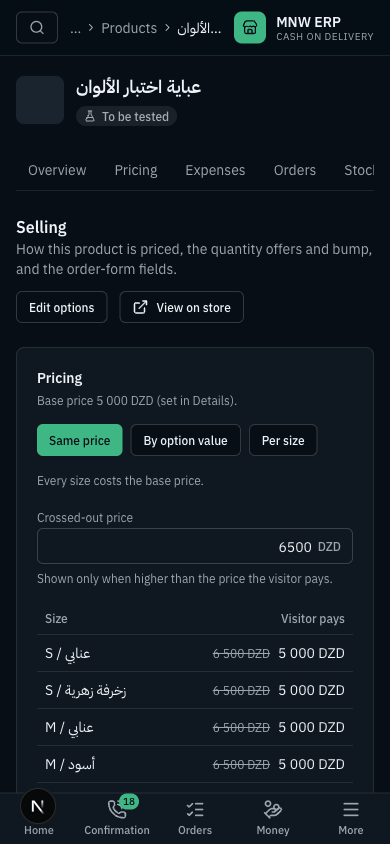 ... > Products > الألوان...
MNW ERP
CASH ON DELIVERY
عباية اختبار الألوان
To be tested
Overview Pricing Expenses Orders Stock
Selling
How this product is priced, the quantity offers and bump,
and the order-form fields.
Edit options View on store
Pricing
Base price 5 000 DZD (set in Details).
Same price By option value Per size
Every size costs the base price.
Crossed-out price
6500 DZD
Shown only when higher than the price the visitor pays.
Size Visitor pays
S / عنابي 6 500 DZD 5 000 DZD
S / زخرفة زهرية 6 500 DZD 5 000 DZD
M / عنابي 6 500 DZD 5 000 DZD
M / أسود 6 500 DZD 5 000 DZD
N
18
Home Confirmation Orders Money More